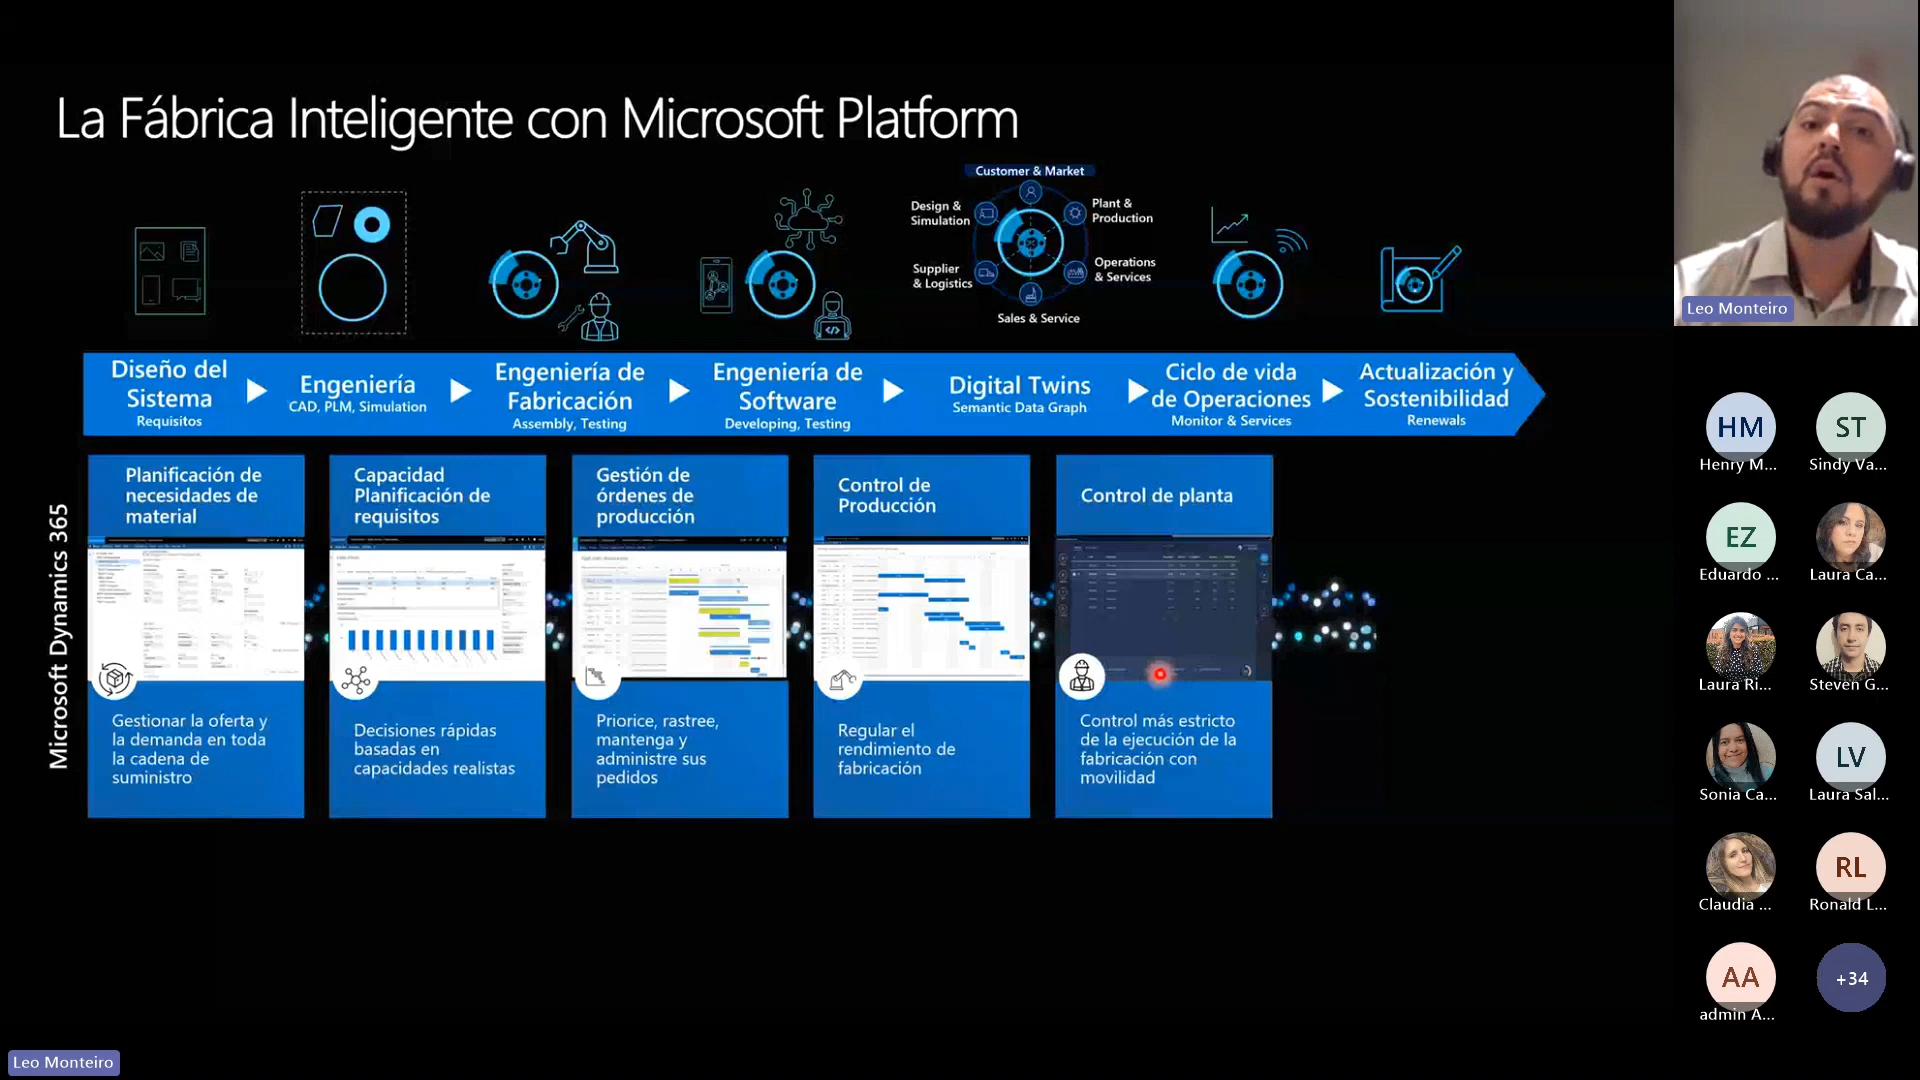 La Fábrica Inteligente con Microsoft Platform
Customer & Market
Design &
Simulation
Plant &
Production
Supplier
& Logistics
Operations
& Services
Sales & Service
Diseño del
Sistema
Requisitos
Engeniería
CAD, PLM, Simulation
Engeniería de
Fabricación
Assembly, Testing
Engeniería de
Software
Developing, Testing
Digital Twins
Semantic Data Graph
Ciclo de vida
de Operaciones
Monitor & Services
Actualización y
Sostenibilidad
Renewals
Microsoft Dynamics 365
Planificación de
necesidades de
material
Gestionar la oferta y
la demanda en toda
la cadena de
suministro
Capacidad
Planificación de
requisitos
Decisiones rápidas
basadas en
capacidades realistas
Gestión de
órdenes de
producción
Priorice, rastree,
mantenga y
administre sus
pedidos
Control de
Producción
Regular el
rendimiento de
fabricación
Control de planta
Control más estricto
de la ejecución de la
fabricación con
movilidad
Leo Monteiro
HM
Henry M...
ST
Sindy Va...
EZ
Eduardo ...
Laura Ca...
Laura Ri...
Steven G...
Sonia Ca...
LV
Laura Sal...
Claudia ...
RL
Ronald L...
AA
admin A...
+34
Leo Monteiro